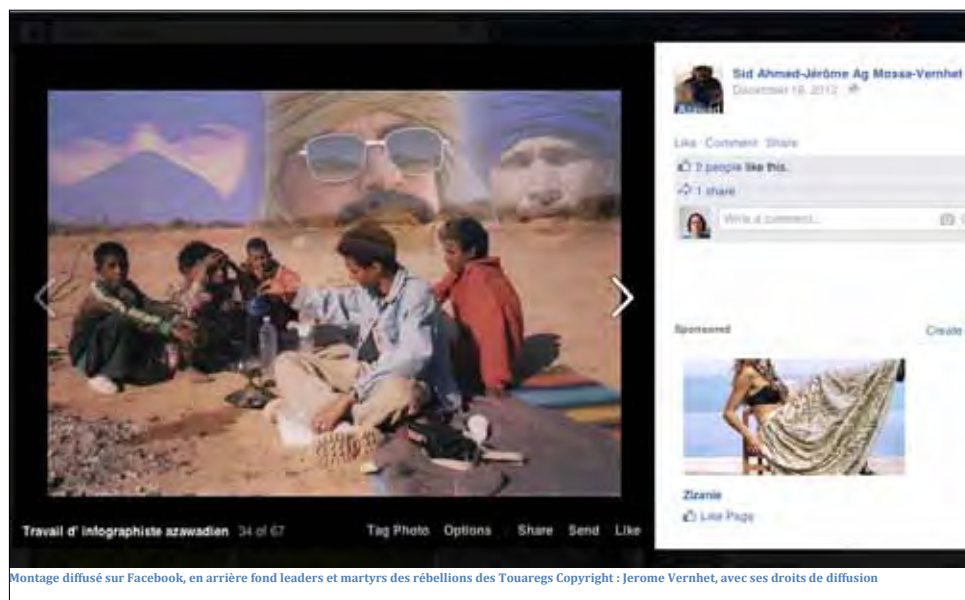 Sid Ahmed-Jérôme Ag Mossa-Vernhet
December 18, 2012
Like Comment Share
2 people like this.
1 share
Write a comment...
Sponsored
Create
Zizanie
Like Page
Travail d' infographiste azawadien 34 of 67 Tag Photo Options Share Send Like
Montage diffusé sur Facebook, en arrière fond leaders et martyrs des rébellions des Touaregs Copyright : Jerome Vernhet, avec ses droits de diffusion